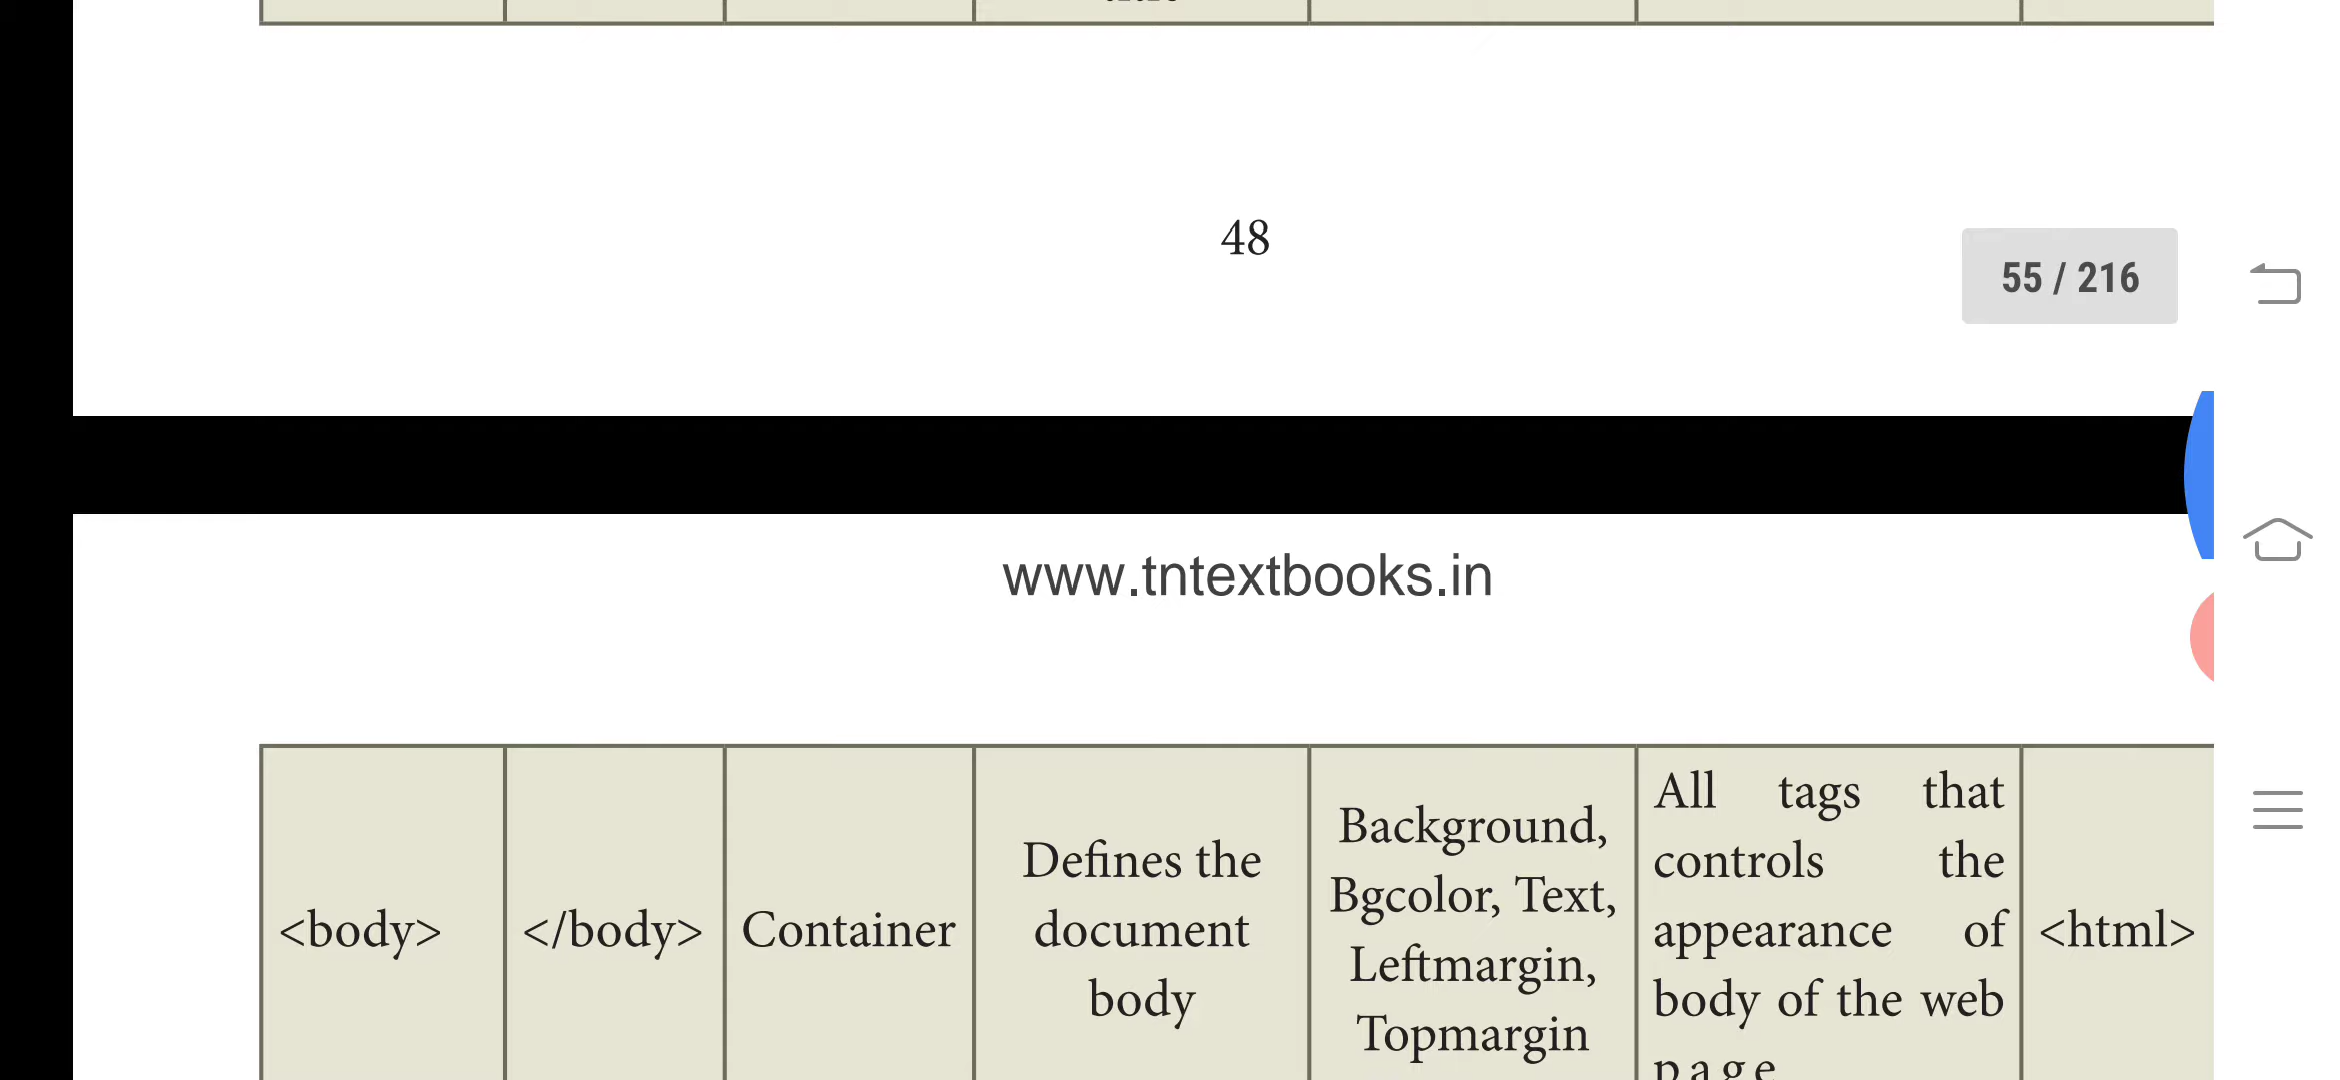 48
55 / 216
www.tntextbooks.in
<body>
</body>
Container
Defines the
document
body
Background,
Bgcolor, Text,
Leftmargin,
Topmargin
All tags that
controls the
appearance of
body of the web
page
<html>